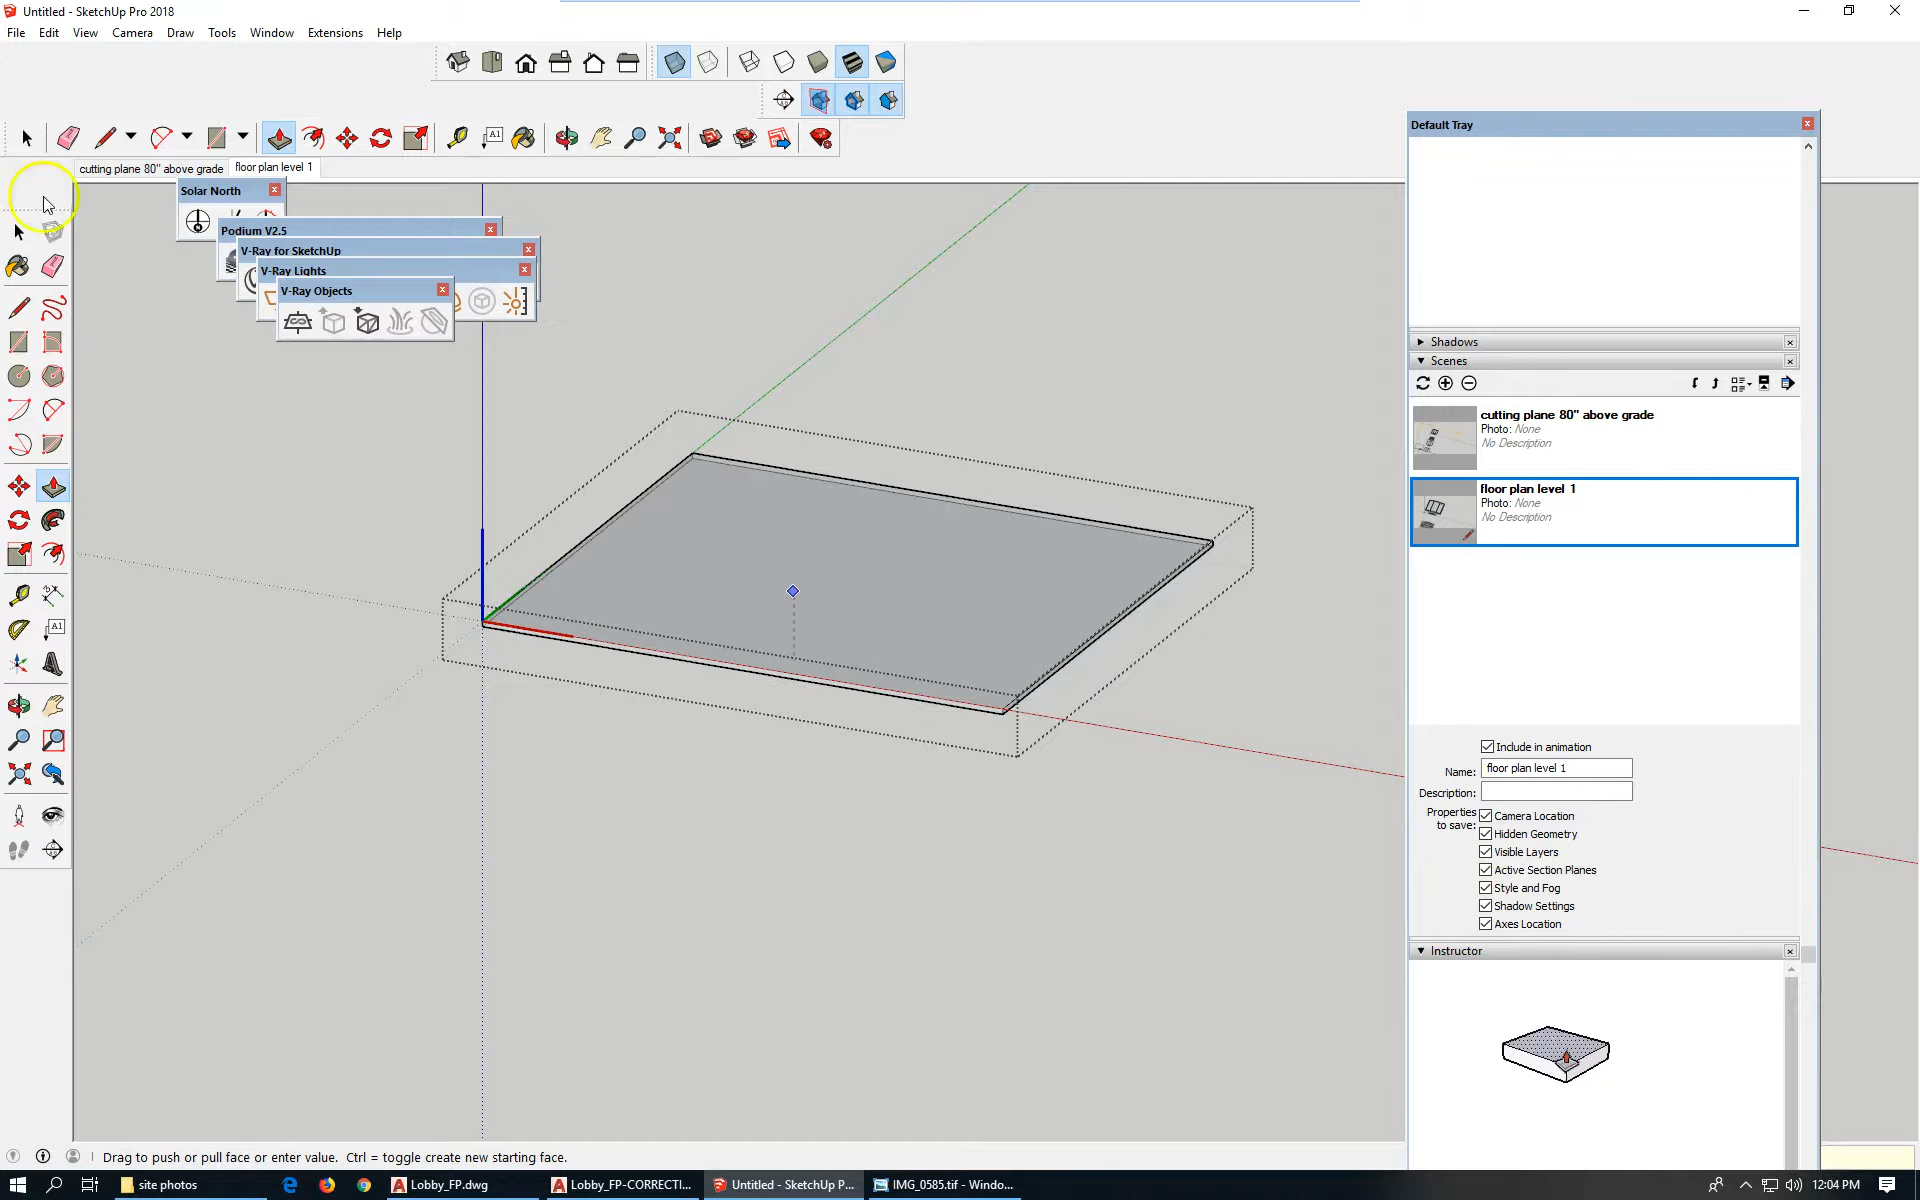 Untitled - SketchUp Pro 2018
File Edit View Camera Draw Tools Window Extensions Help
A1
Default Tray
cutting plane 80" above grade floor plan level 1
Solar North
Podium V2.5
V-Ray for SketchUp
V-Ray Lights
V-Ray Objects
Shadows
Scenes
cutting plane 80" above grade
Photo: None
No Description
floor plan level 1
Photo: None
No Description
A1
Include in animation
Name: floor plan level 1
Description:
Properties to save:
Camera Location
Hidden Geometry
Visible Layers
Active Section Planes
Style and Fog
Shadow Settings
Axes Location
Instructor
Drag to push or pull face or enter value. Ctrl = toggle create new starting face.
site photos
Lobby_FP.dwg
Lobby_FP-CORRECTI...
Untitled - SketchUp P...
IMG_0585.tif - Windo...
12:04 PM